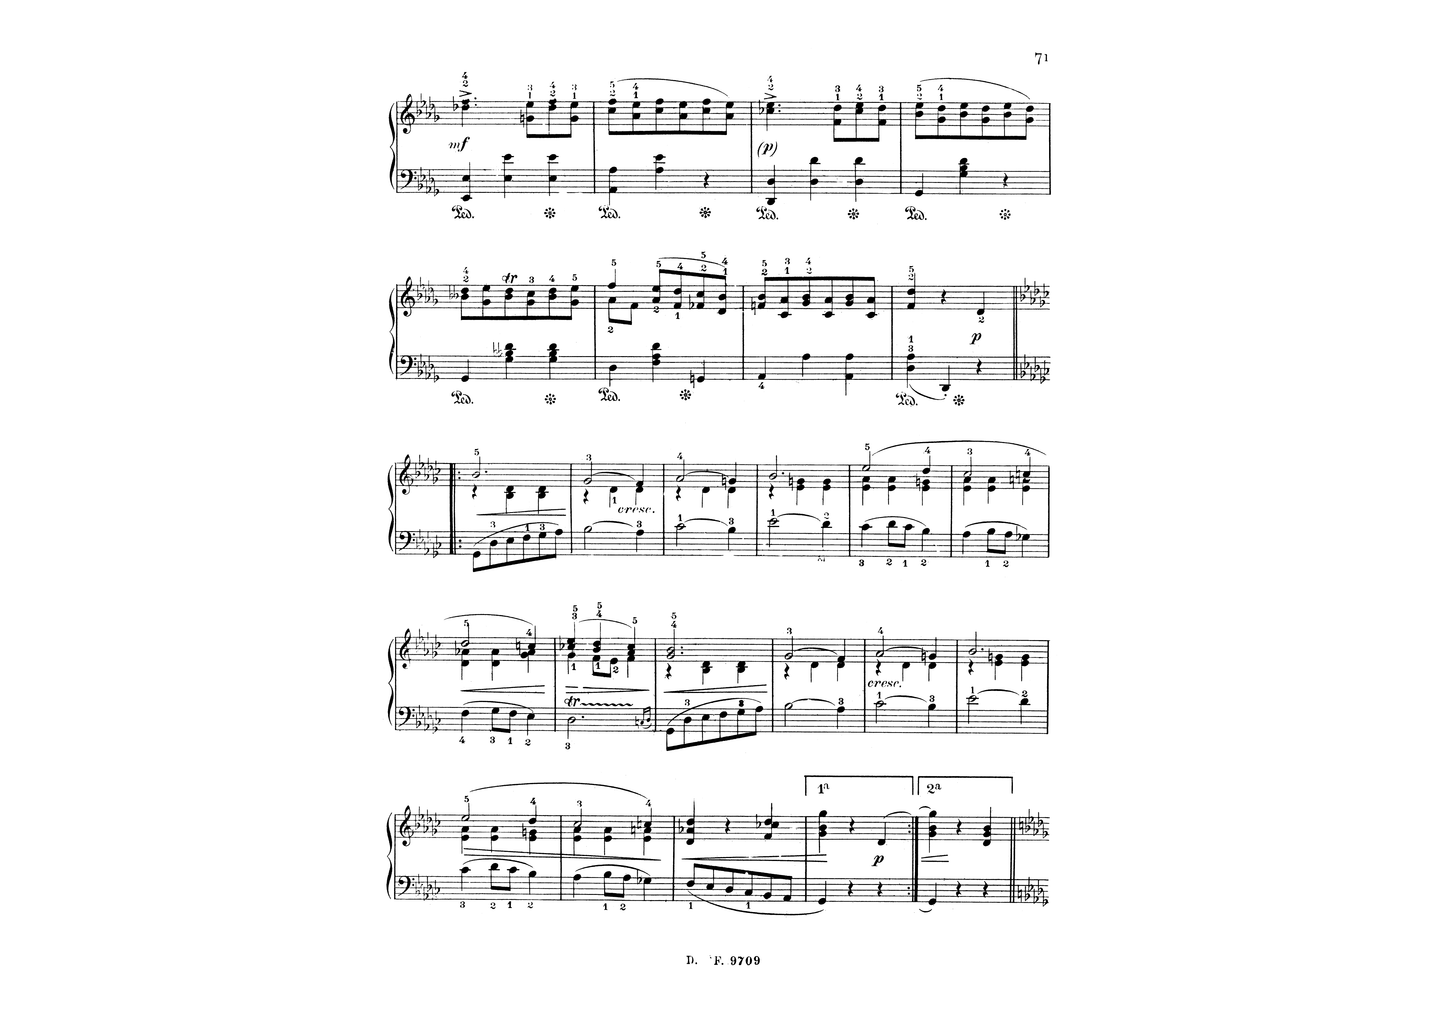 71
mf (p)
Ped. Ped. Ped. Ped.
tr
p
Ped. Ped. Ped.
cresc.
cresc.
tr
1a 2a
p
D. F. 9709